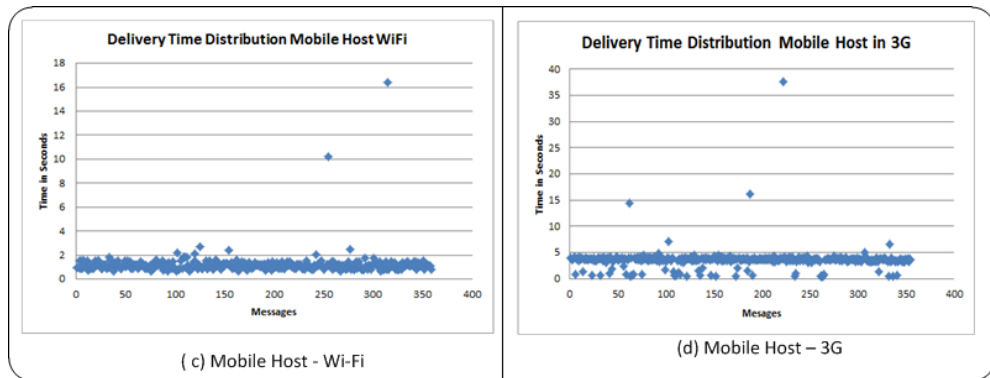 Delivery Time Distribution Mobile Host WiFi
18
16
14
12
10
8
6
4
2
0
Time in Seconds
0 50 100 150 200 250 300 350 400
Messages
( c) Mobile Host - Wi-Fi
Delivery Time Distribution Mobile Host in 3G
40
35
30
25
20
15
10
5
0
Time in Seconds
0 50 100 150 200 250 300 350 400
Mesages
(d) Mobile Host – 3G